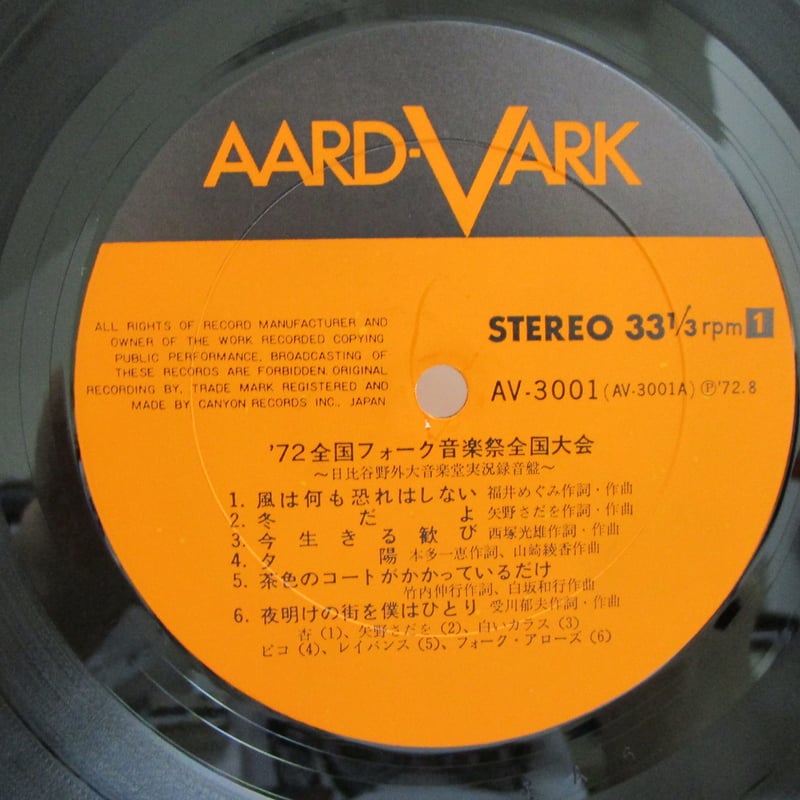 AARD-VARK
ALL RIGHTS OF RECORD MANUFACTURER AND
OWNER OF THE WORK RECORDED COPYING
PUBLIC PERFORMANCE. BROADCASTING OF
THESE RECORDS ARE FORBIDDEN. ORIGINAL
RECORDING BY. TRADE MARK REGISTERED AND
MADE BY CANYON RECORDS INC., JAPAN
STEREO 33 1/3 rpm 1
AV-3001 (AV-3001A) Ⓟ'72.8
'72全国フォーク音楽祭全国大会
〜日比谷野外大音楽堂実況録音盤〜
1. 風は何も恐れはしない 福井めぐみ作詞・作曲
2. 冬だよ 矢野さだを作詞・作曲
3. 今生きる歓び 西塚光雄作詞・作曲
4. 夕陽 本多一恵作詞、山崎綾香作曲
5. 茶色のコートがかかっているだけ
竹内伸行作詞、白坂和行作曲
6. 夜明けの街を僕はひとり 受川郁夫作詞・作曲
杏(1)、矢野さだを(2)、白いカラス(3)
ピコ(4)、レイバンス(5)、フォーク・アローズ(6)